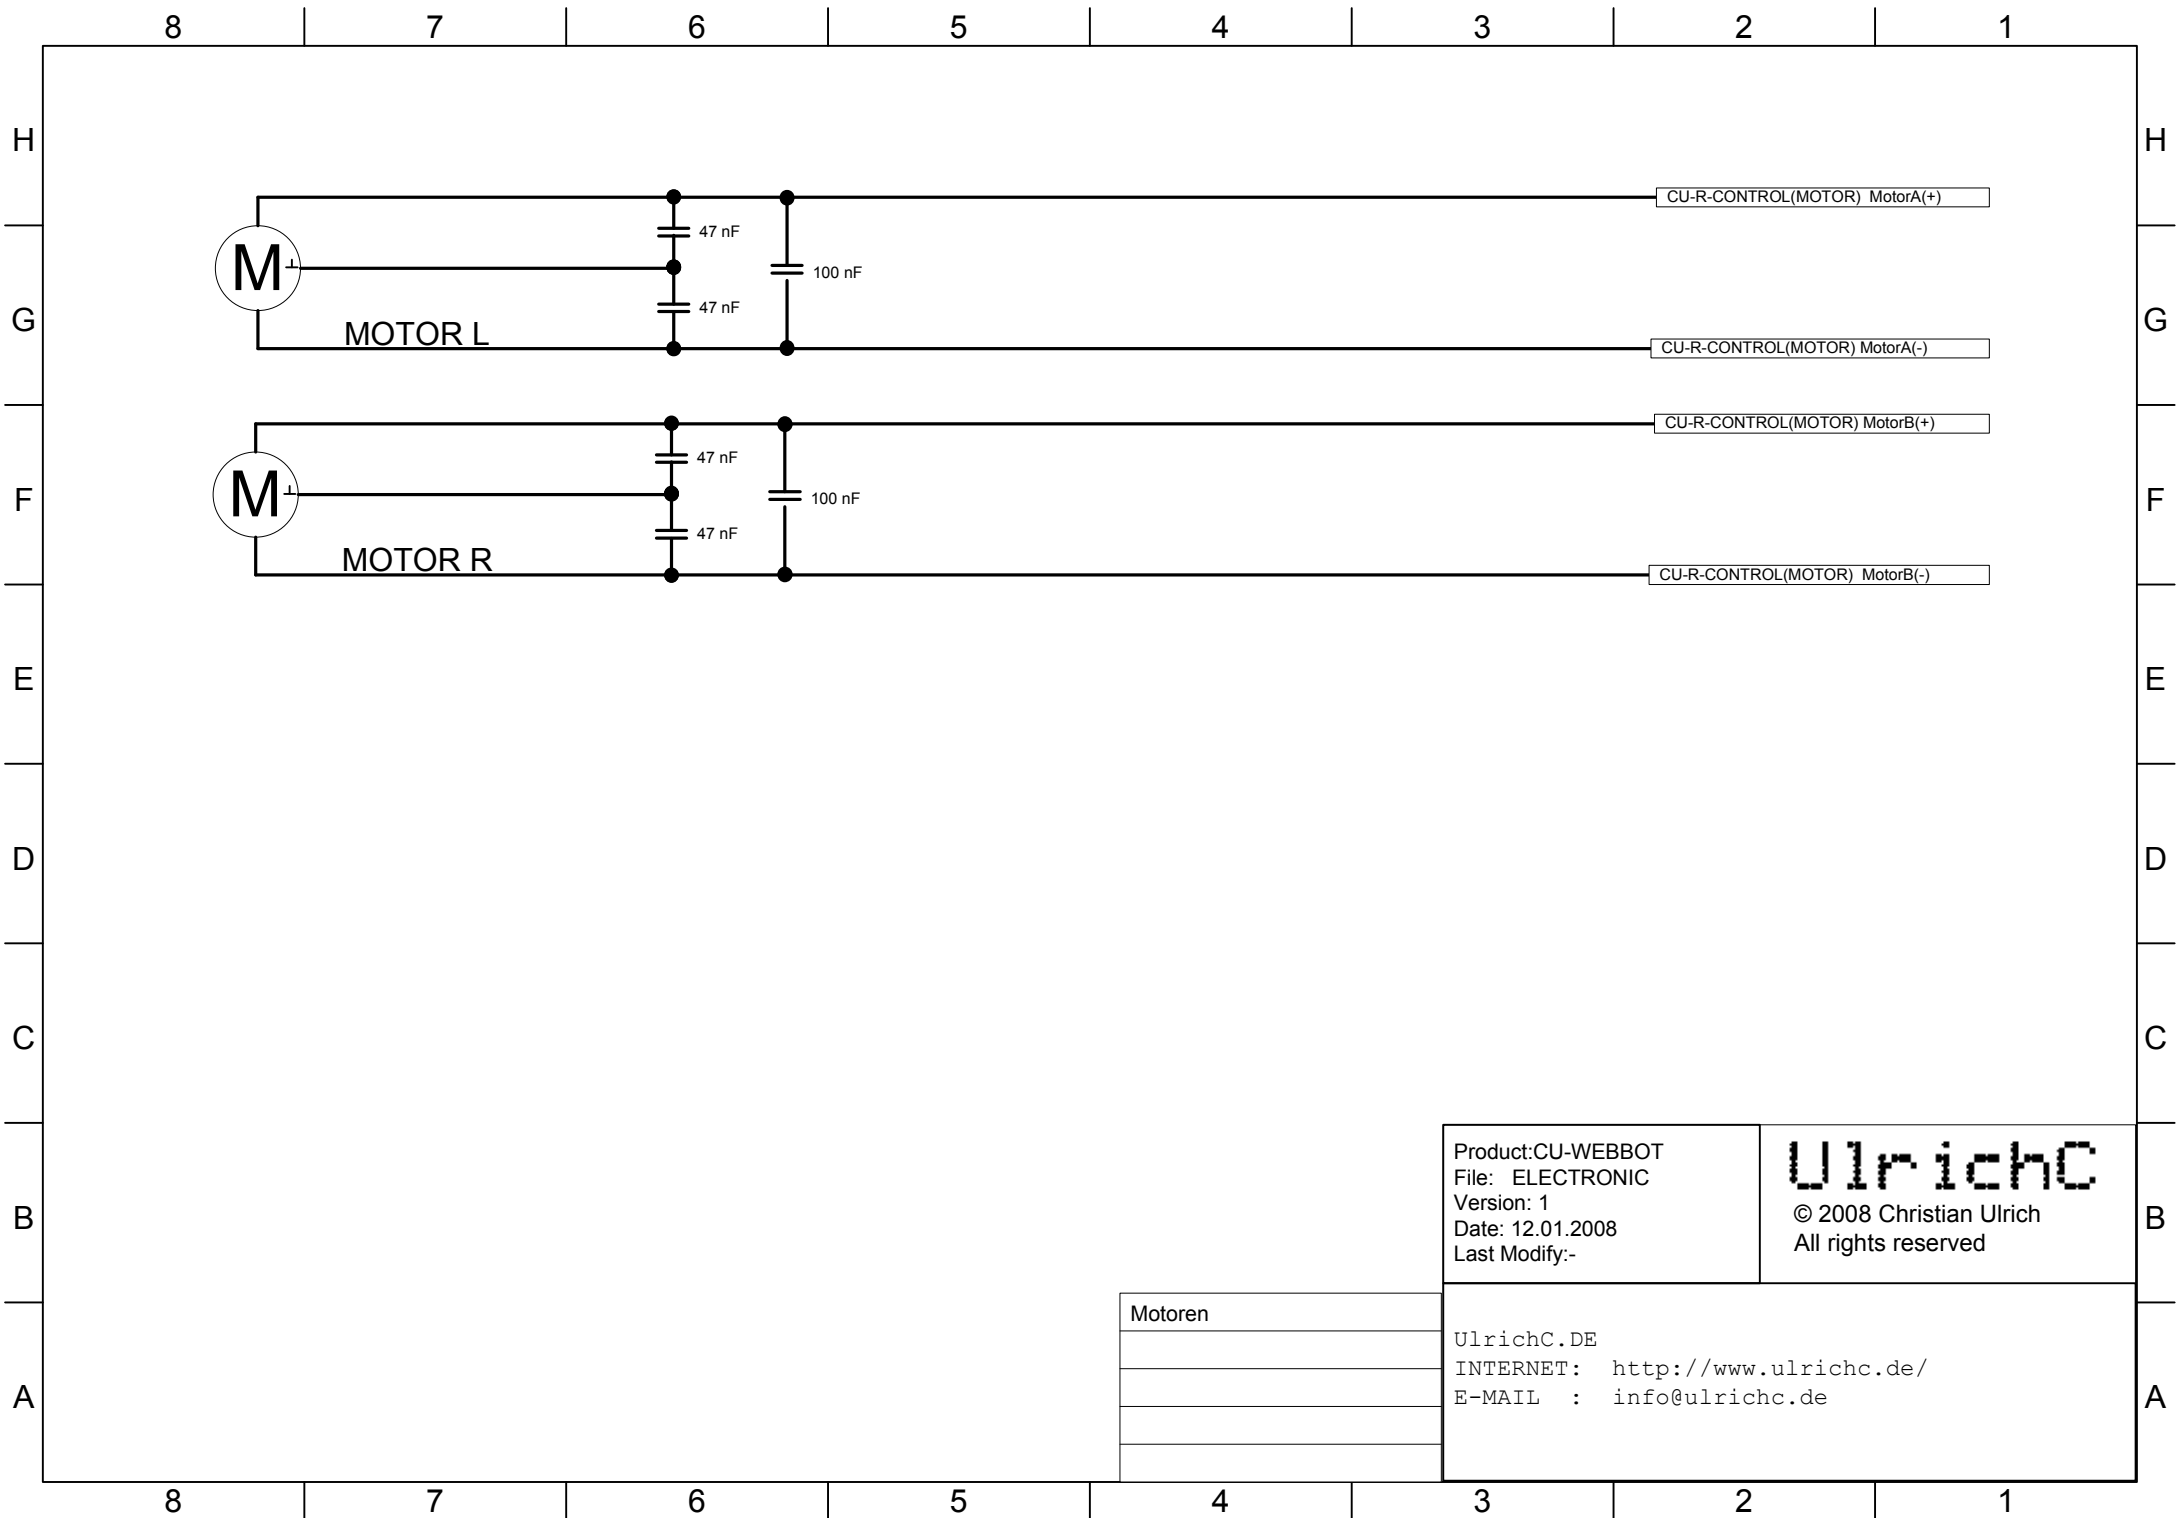 8 7 6 5 4 3 2 1
H H
CU-R-CONTROL(MOTOR) MotorA(+)
47 nF
M
100 nF
47 nF
G G
MOTOR L
CU-R-CONTROL(MOTOR) MotorA(-)
CU-R-CONTROL(MOTOR) MotorB(+)
47 nF
M
100 nF
F F
47 nF
MOTOR R
CU-R-CONTROL(MOTOR) MotorB(-)
E E
D D
C C
Product:CU-WEBBOT
File: ELECTRONIC
Version: 1
Date: 12.01.2008
Last Modify:-
UlrichC
© 2008 Christian Ulrich
All rights reserved
B B
Motoren
UlrichC.DE
INTERNET: http://www.ulrichc.de/
E-MAIL : info@ulrichc.de
A A
8 7 6 5 4 3 2 1